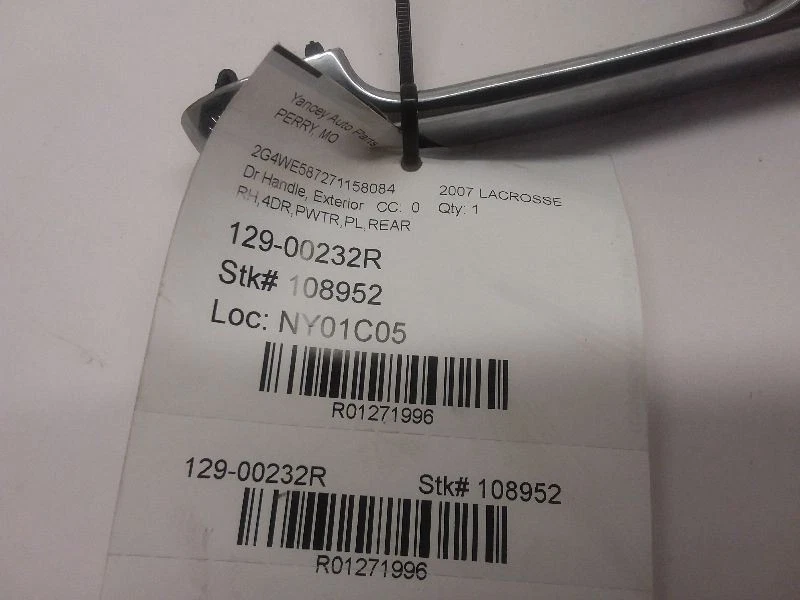 Yancey Auto Parts
PERRY, MO
2G4WE587271158084 2007 LACROSSE
Dr Handle, Exterior CC: 0 Qty: 1
RH,4DR,PWTR,PL,REAR
129-00232R
Stk# 108952
Loc: NY01C05
R01271996
129-00232R Stk# 108952
R01271996